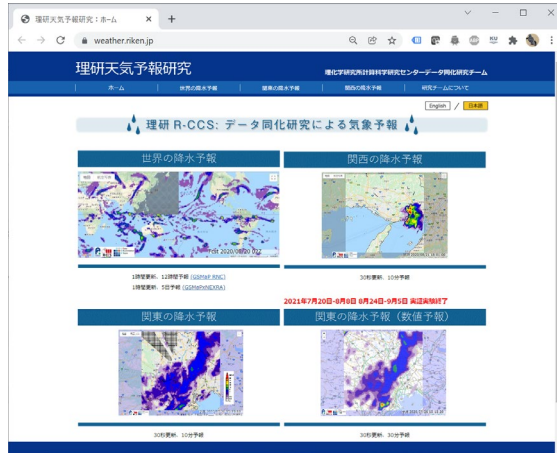 理研天気予報研究：ホーム
weather.riken.jp
理研天気予報研究
理化学研究所計算科学研究センターデータ同化研究チーム
ホーム
世界の降水予報
関東の降水予報
関西の降水予報
研究チームについて
English / 日本語
理研 R-CCS: データ同化研究による気象予報
世界の降水予報
関西の降水予報
1時間更新、12時間予報 (GSMaP RNC)
1時間更新、5日予報 (GSMaPxNEXRA)
30秒更新、10分予報
2021年7月20日-8月8日 8月24日-9月5日 実証実験終了
関東の降水予報
関東の降水予報（数値予報）
30秒更新、10分予報
30秒更新、30分予報